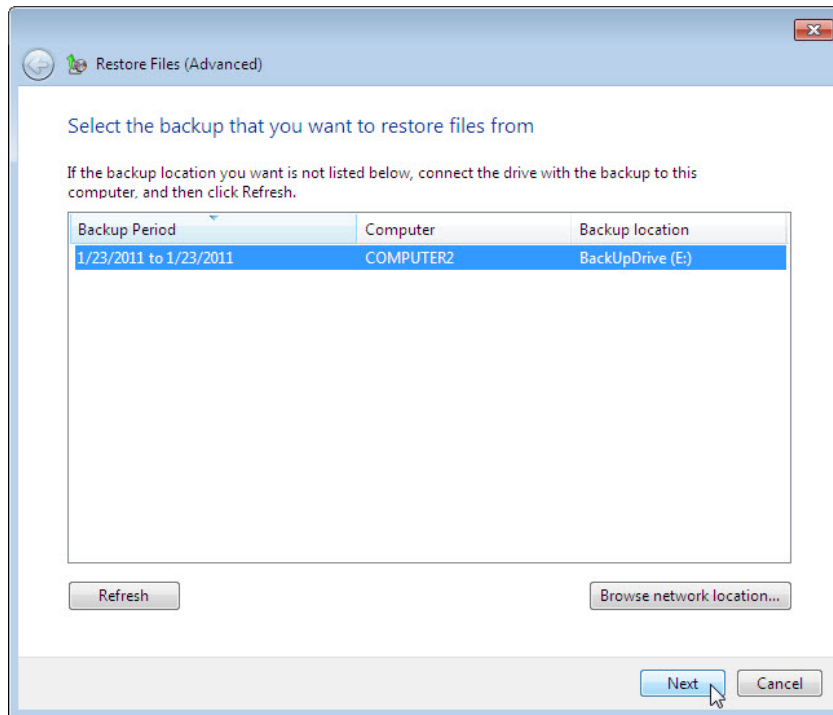 Restore Files (Advanced)
Select the backup that you want to restore files from
If the backup location you want is not listed below, connect the drive with the backup to this
computer, and then click Refresh.
Backup Period Computer Backup location
1/23/2011 to 1/23/2011 COMPUTER2 BackUpDrive (E:)
Refresh Browse network location...
Next Cancel